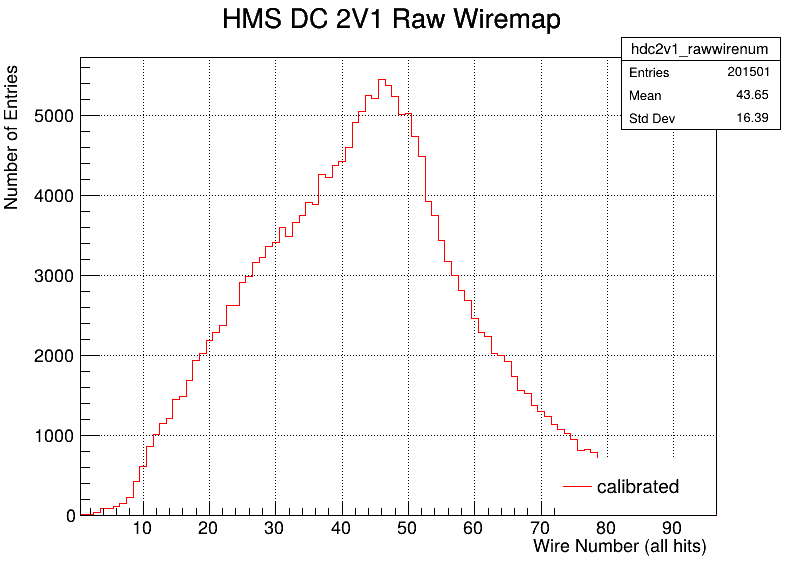 HMS DC 2V1 Raw Wiremap
hdc2v1_rawwirenum
Entries 201501
Mean 43.65
Std Dev 16.39
Number of Entries
5000
4000
3000
2000
1000
0
calibrated
10 20 30 40 50 60 70 80 90
Wire Number (all hits)